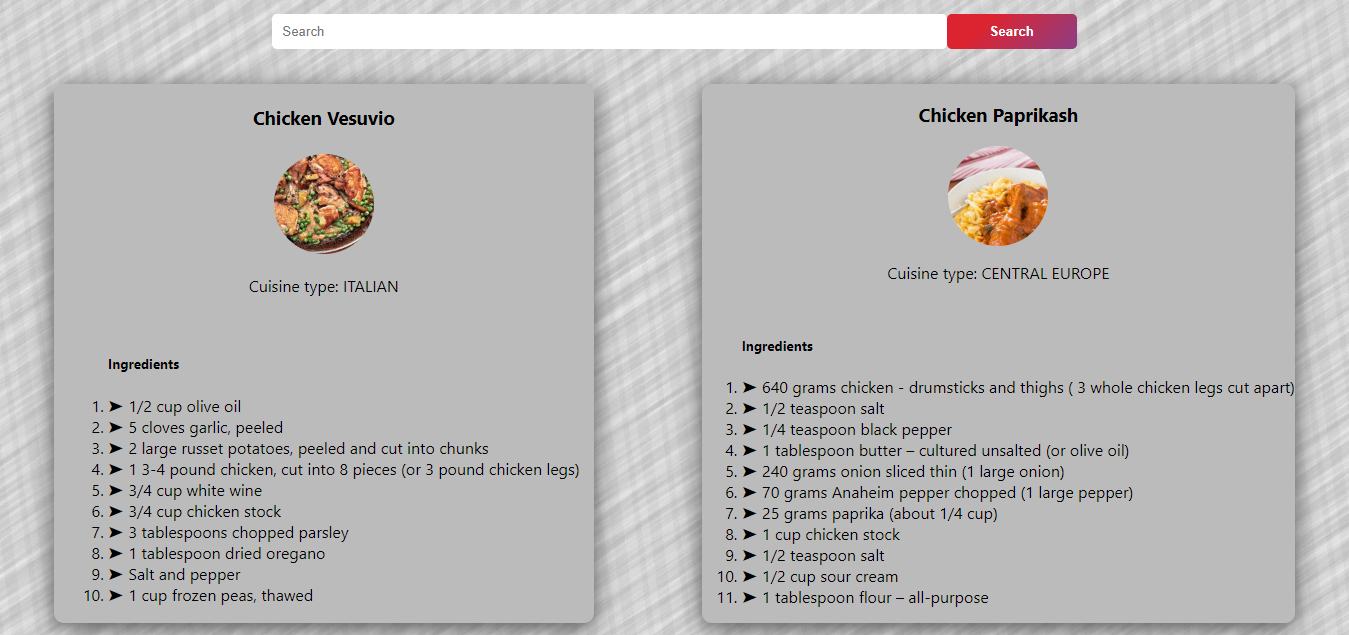 Search
Search
Chicken Vesuvio
Cuisine type: ITALIAN
Ingredients
1. ➤ 1/2 cup olive oil
2. ➤ 5 cloves garlic, peeled
3. ➤ 2 large russet potatoes, peeled and cut into chunks
4. ➤ 1 3-4 pound chicken, cut into 8 pieces (or 3 pound chicken legs)
5. ➤ 3/4 cup white wine
6. ➤ 3/4 cup chicken stock
7. ➤ 3 tablespoons chopped parsley
8. ➤ 1 tablespoon dried oregano
9. ➤ Salt and pepper
10. ➤ 1 cup frozen peas, thawed
Chicken Paprikash
Cuisine type: CENTRAL EUROPE
Ingredients
1. ➤ 640 grams chicken - drumsticks and thighs ( 3 whole chicken legs cut apart)
2. ➤ 1/2 teaspoon salt
3. ➤ 1/4 teaspoon black pepper
4. ➤ 1 tablespoon butter – cultured unsalted (or olive oil)
5. ➤ 240 grams onion sliced thin (1 large onion)
6. ➤ 70 grams Anaheim pepper chopped (1 large pepper)
7. ➤ 25 grams paprika (about 1/4 cup)
8. ➤ 1 cup chicken stock
9. ➤ 1/2 teaspoon salt
10. ➤ 1/2 cup sour cream
11. ➤ 1 tablespoon flour – all-purpose